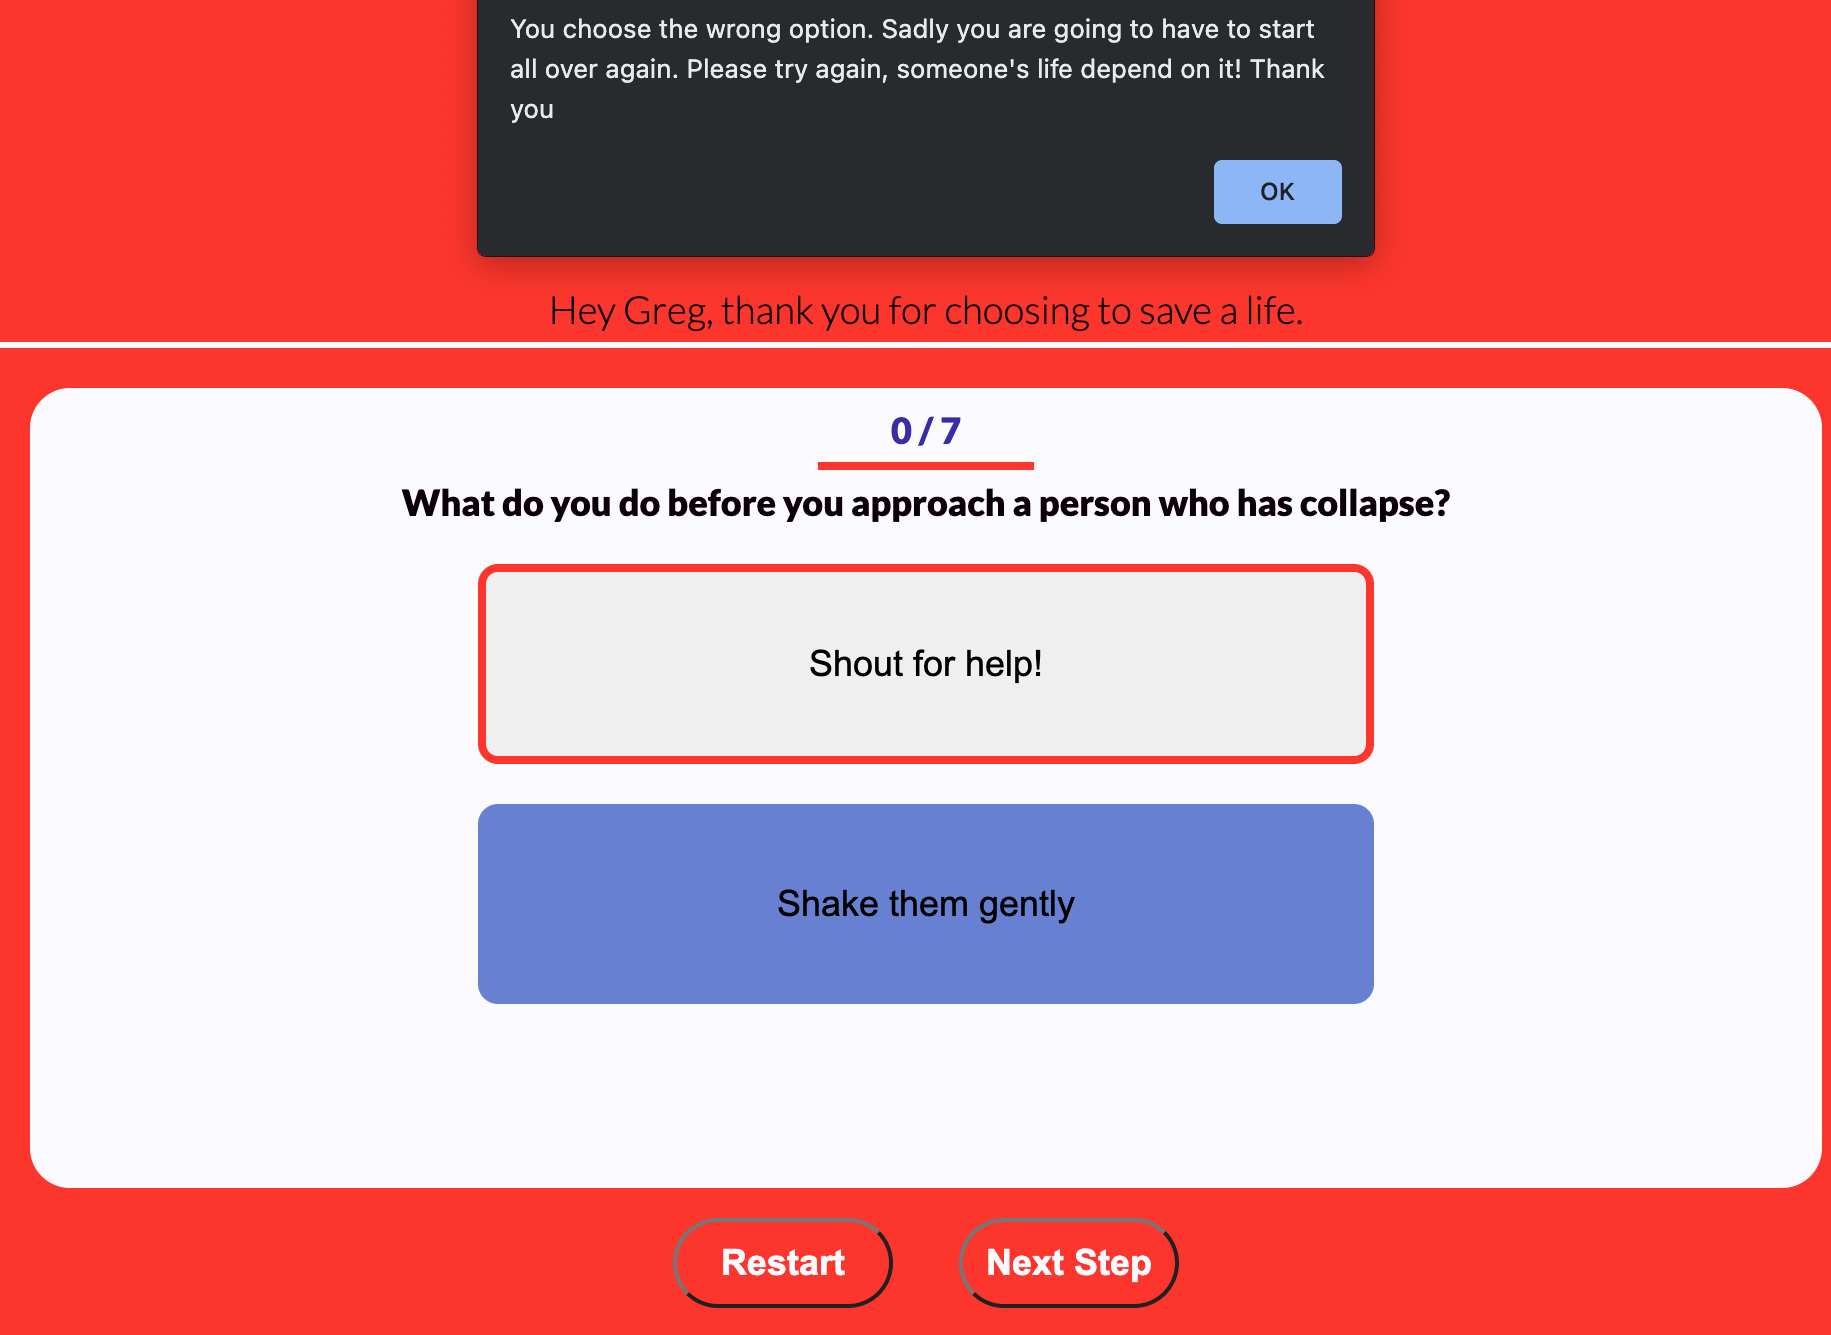 You choose the wrong option. Sadly you are going to have to start
all over again. Please try again, someone's life depend on it! Thank
you
OK
Hey Greg, thank you for choosing to save a life.
0 / 7
What do you do before you approach a person who has collapse?
Shout for help!
Shake them gently
Restart
Next Step